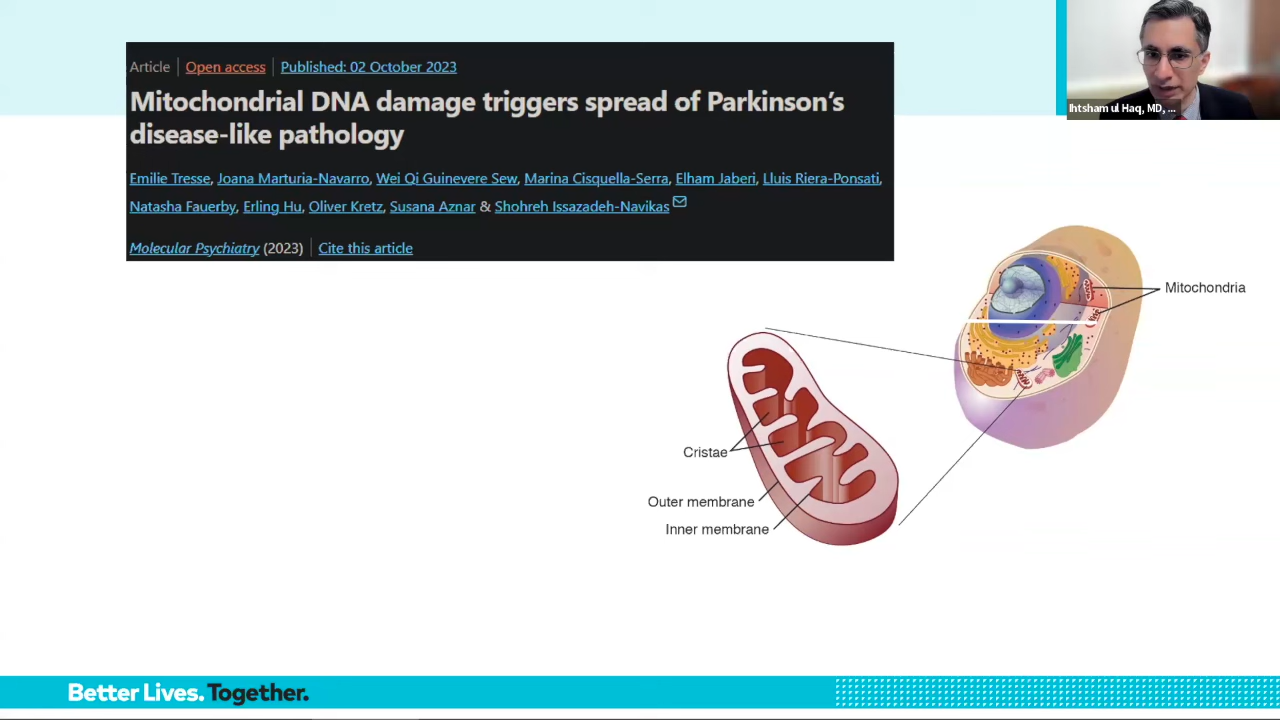 Article | Open access | Published: 02 October 2023
Mitochondrial DNA damage triggers spread of Parkinson’s
disease-like pathology
Emilie Tresse, Joana Marturia-Navarro, Wei Qi Guinevere Sew, Marina Cisquella-Serra, Elham Jaberi, Lluis Riera-Ponsati,
Natasha Fauerby, Erling Hu, Oliver Kretz, Susana Aznar & Shohreh Issazadeh-Navikas
Molecular Psychiatry (2023) | Cite this article
Ihtsham ul Haq, MD, ...
Mitochondria
Cristae
Outer membrane
Inner membrane
Better Lives. Together.